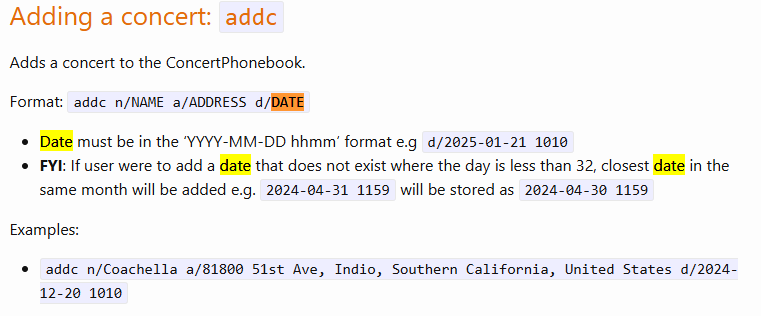 Adding a concert: addc
Adds a concert to the ConcertPhonebook.
Format: addc n/NAME a/ADDRESS d/DATE
• Date must be in the ‘YYYY-MM-DD hhmm’ format e.g d/2025-01-21 1010
• FYI: If user were to add a date that does not exist where the day is less than 32, closest date in the
same month will be added e.g. 2024-04-31 1159 will be stored as 2024-04-30 1159
Examples:
• addc n/Coachella a/81800 51st Ave, Indio, Southern California, United States d/2024-
12-20 1010